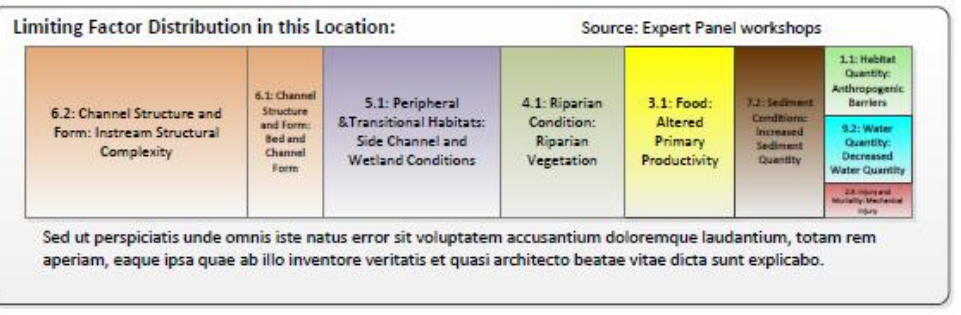 Limiting Factor Distribution in this Location:
Source: Expert Panel workshops
6.2: Channel Structure and
Form: Instream Structural
Complexity
6.1: Channel
Structure
and Form:
Bed and
Channel
Form
5.1: Peripheral
&Transitional Habitats:
Side Channel and
Wetland Conditions
4.1: Riparian
Condition:
Riparian
Vegetation
3.1: Food:
Altered
Primary
Productivity
7.2: Sediment
Conditions:
Increased
Sediment
Quantity
1.1: Habitat
Quantity:
Anthropogenic
Barriers
9.2: Water
Quantity:
Decreased
Water Quantity
Injury and
Mortality: Mechanical
Injury
Sed ut perspiciatis unde omnis iste natus error sit voluptatem accusantium doloremque laudantium, totam rem
aperiam, eaque ipsa quae ab illo inventore veritatis et quasi architecto beatae vitae dicta sunt explicabo.